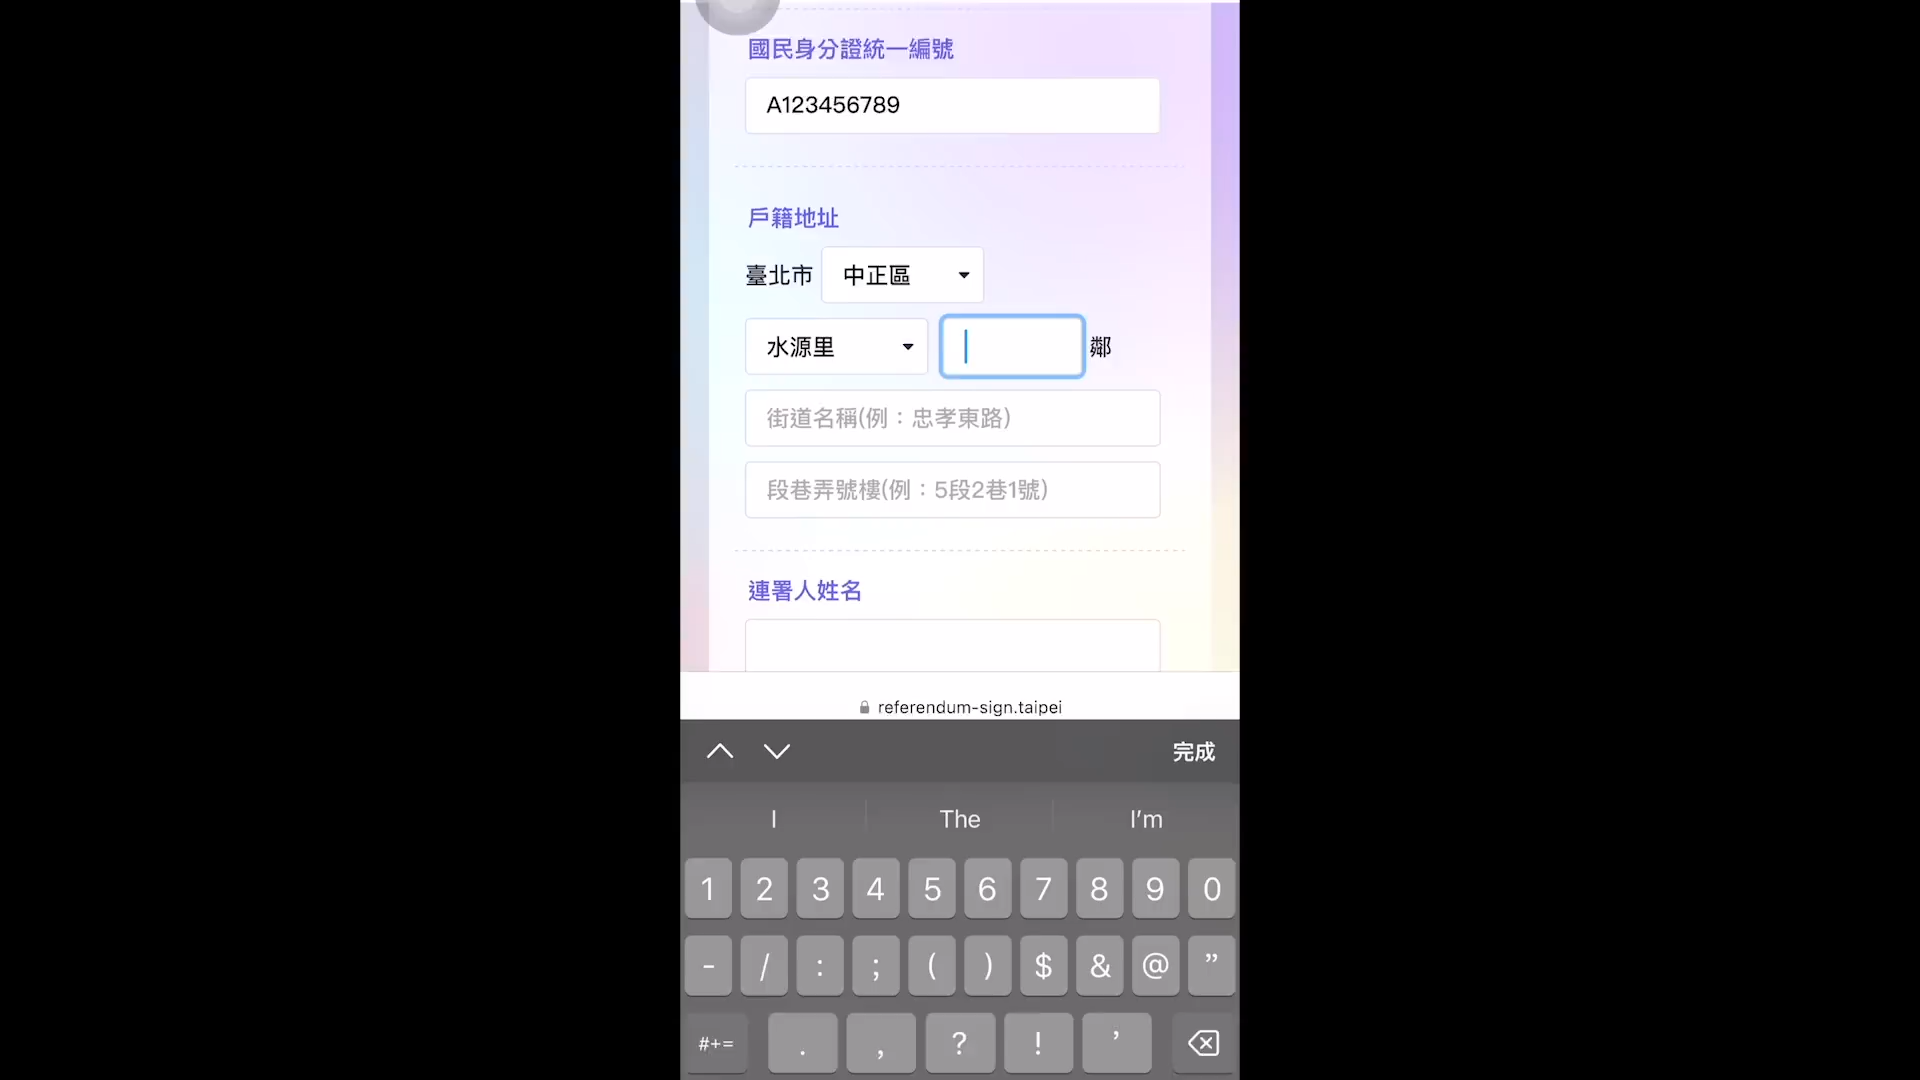 國民身分證統一編號
A123456789
戶籍地址
臺北市 中正區
水源里 鄰
街道名稱(例：忠孝東路)
段巷弄號樓(例：5段2巷1號)
連署人姓名
referendum-sign.taipei
完成
I The I’m
1 2 3 4 5 6 7 8 9 0
- / : ; ( ) $ & @ ”
#+= . , ? ! ’